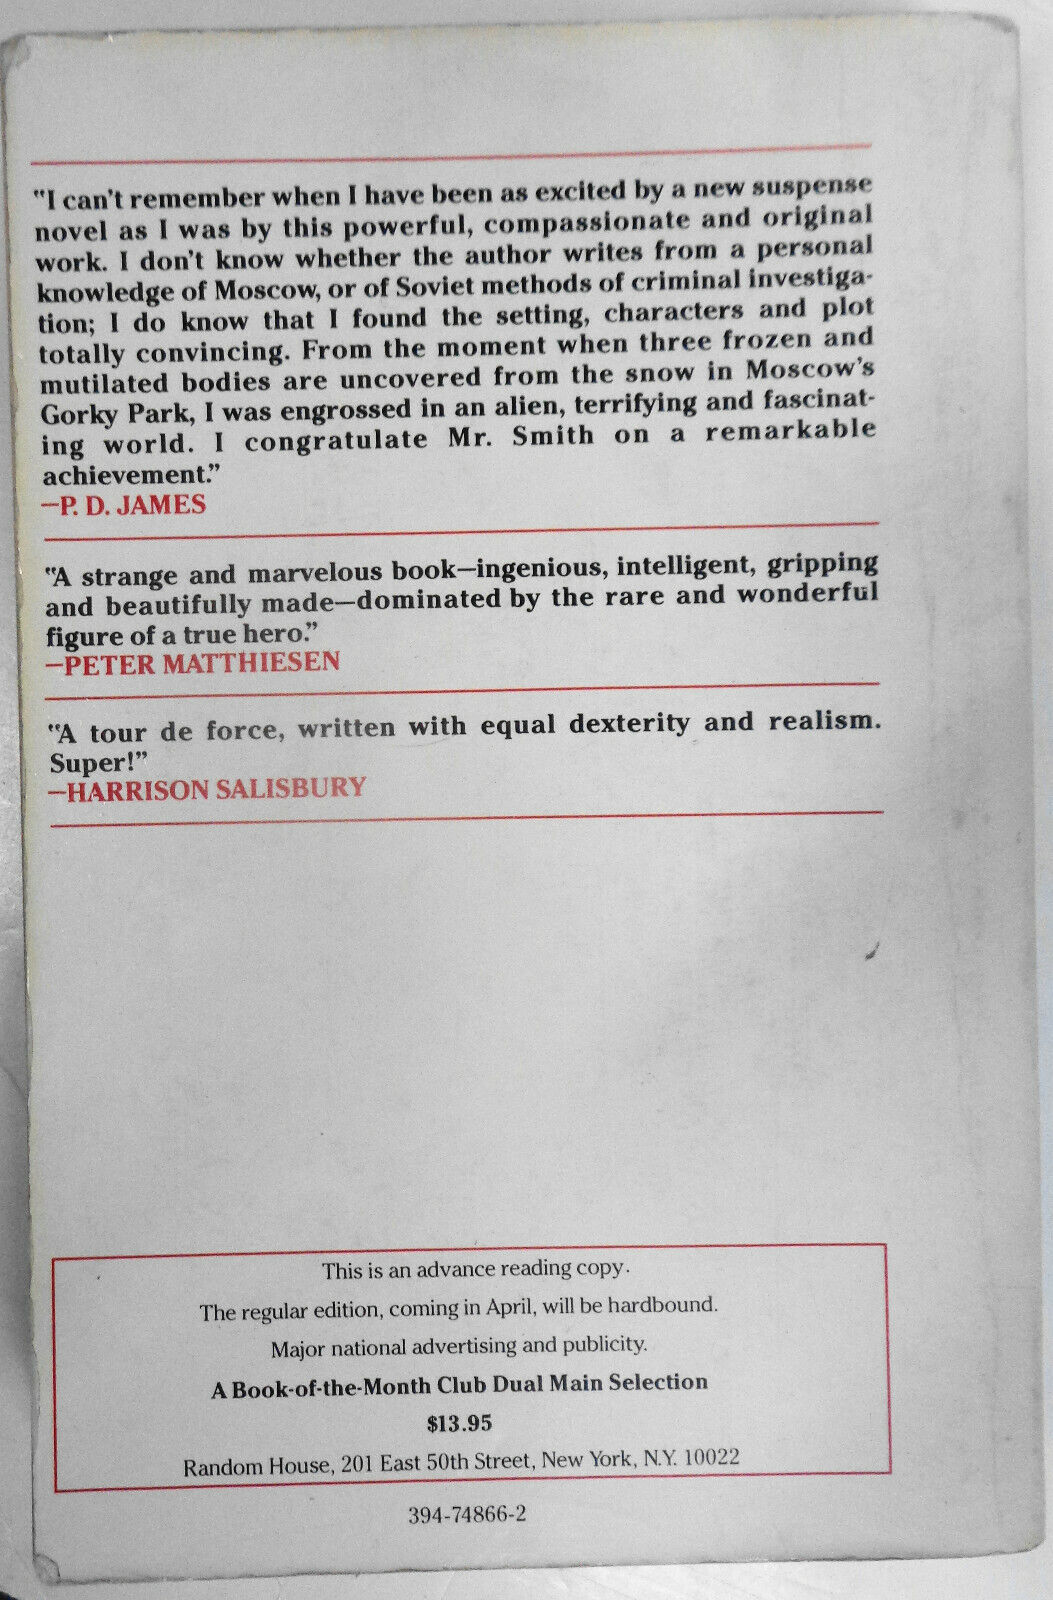 "I can't remember when I have been as excited by a new suspense
novel as I was by this powerful, compassionate and original
work. I don't know whether the author writes from a personal
knowledge of Moscow, or of Soviet methods of criminal investiga-
tion; I do know that I found the setting, characters and plot
totally convincing. From the moment when three frozen and
mutilated bodies are uncovered from the snow in Moscow's
Gorky Park, I was engrossed in an alien, terrifying and fascinat-
ing world. I congratulate Mr. Smith on a remarkable
achievement."
—P. D. JAMES
"A strange and marvelous book—ingenious, intelligent, gripping
and beautifully made—dominated by the rare and wonderful
figure of a true hero."
—PETER MATTHIESEN
"A tour de force, written with equal dexterity and realism.
Super!"
—HARRISON SALISBURY
This is an advance reading copy.
The regular edition, coming in April, will be hardbound.
Major national advertising and publicity.
A Book-of-the-Month Club Dual Main Selection
$13.95
Random House, 201 East 50th Street, New York, N.Y. 10022
394-74866-2